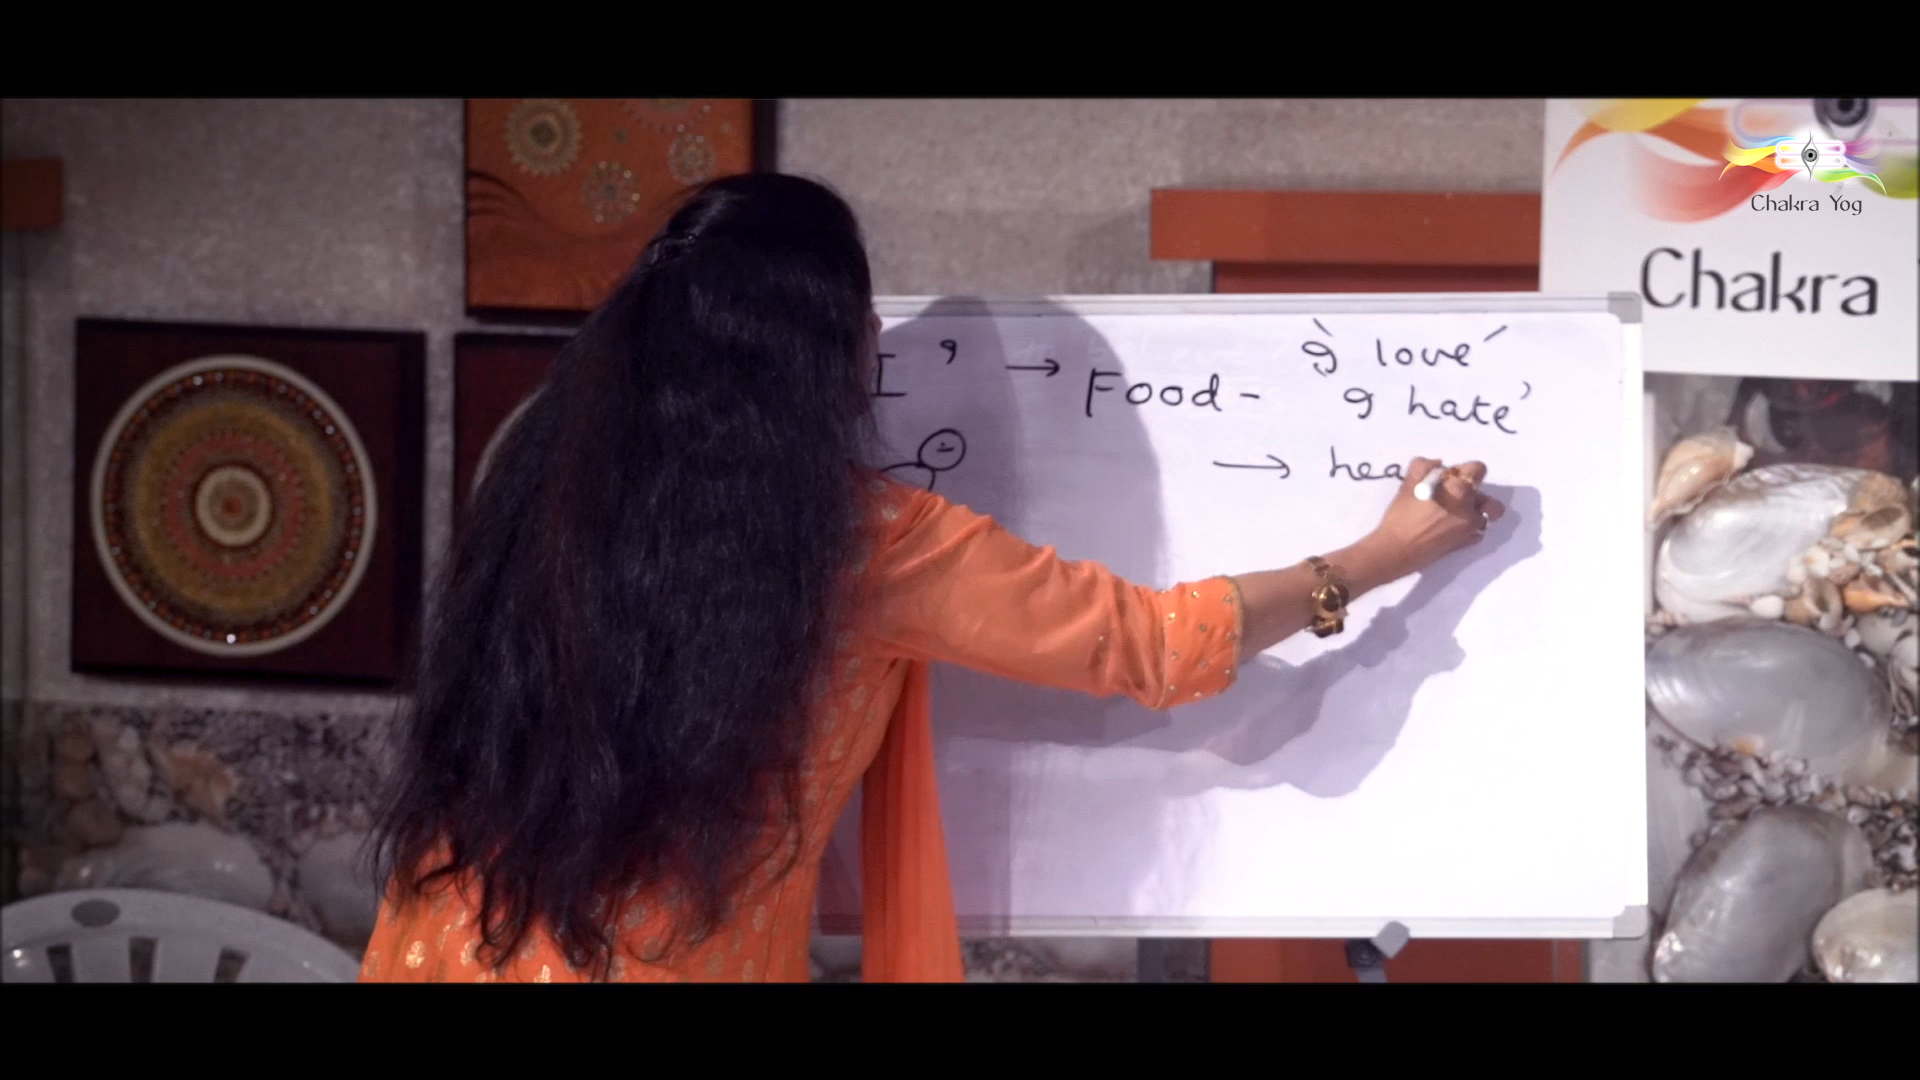 Chakra Yog
Chakra
I ' → Food - 'I love'
I hate'
→ hea